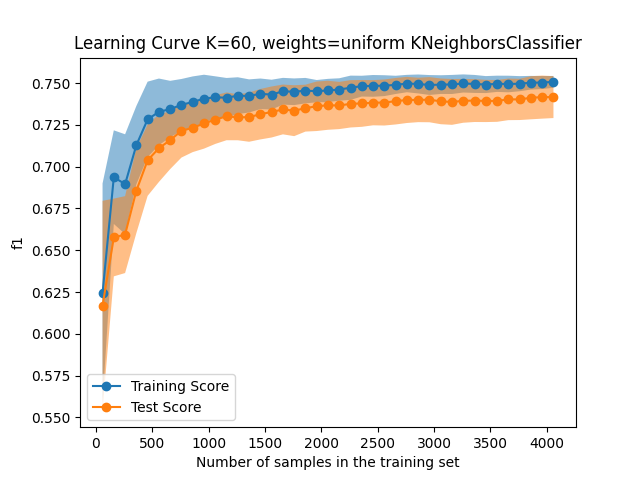 Learning Curve K=60, weights=uniform KNeighborsClassifier
0.750
0.725
0.700
0.675
0.650
0.625
0.600
0.575
0.550
f1
Training Score
Test Score
0 500 1000 1500 2000 2500 3000 3500 4000
Number of samples in the training set